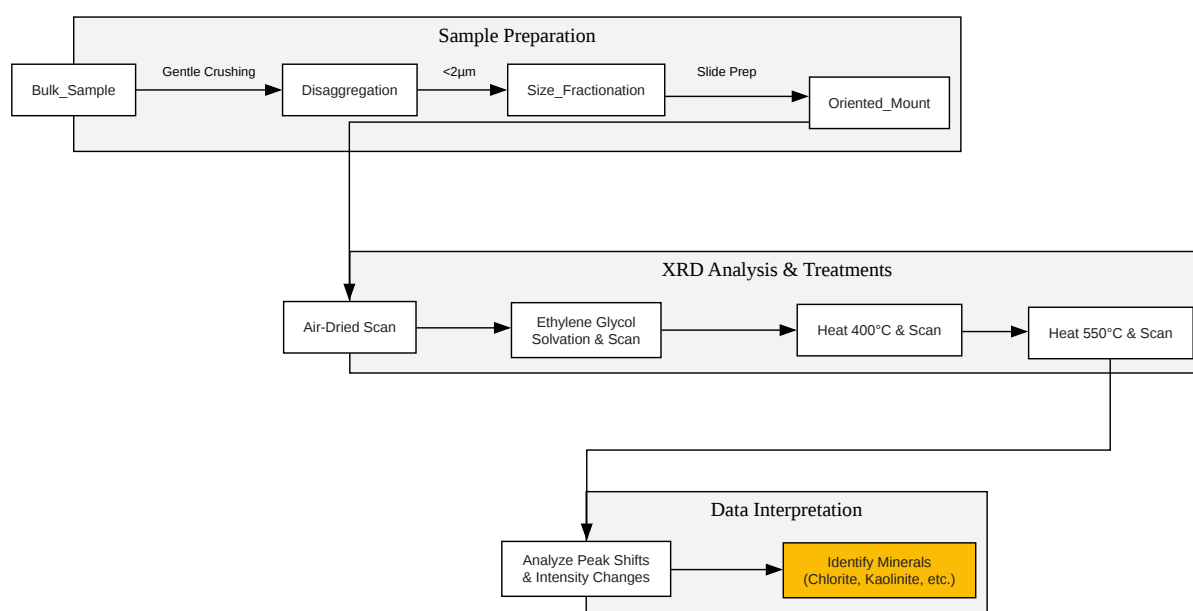 Sample Preparation
Gentle Crushing
<2µm
Slide Prep
Bulk_Sample
Disaggregation
Size_Fractionation
Oriented_Mount
XRD Analysis & Treatments
Air-Dried Scan
Ethylene Glycol
Solvation & Scan
Heat 400°C & Scan
Heat 550°C & Scan
Data Interpretation
Analyze Peak Shifts
& Intensity Changes
Identify Minerals
(Chlorite, Kaolinite, etc.)